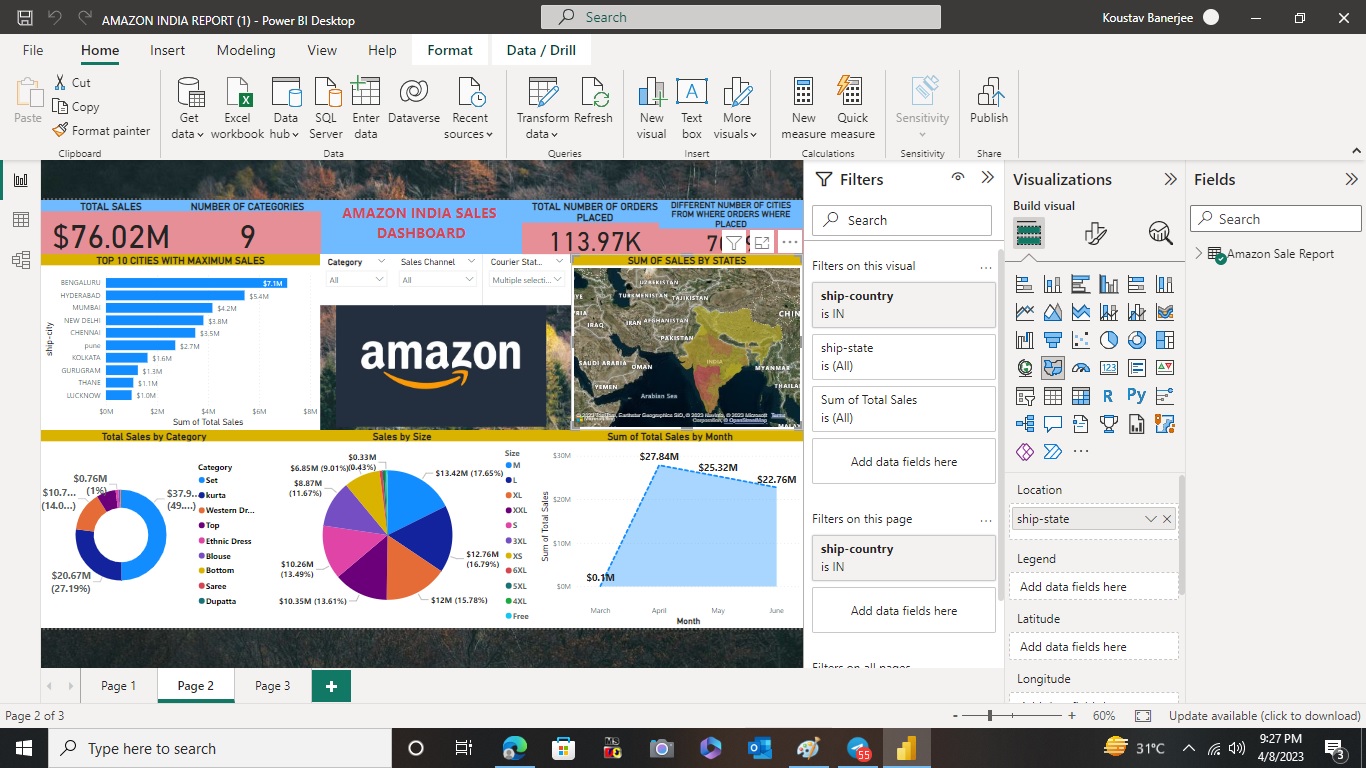 AMAZON INDIA REPORT (1) - Power BI Desktop
Search
Koustav Banerjee
File
Home
Insert
Modeling
View
Help
Format
Data / Drill
Paste
Cut
Copy
Format painter
Get data
Excel workbook
Data hub
SQL Server
Enter data
Dataverse
Recent sources
Transform data
Refresh
New visual
Text box
More visuals
New measure
Quick measure
Sensitivity
Publish
Clipboard
Data
Queries
Insert
Calculations
Sensitivity
Share
TOTAL SALES
$76.02M
NUMBER OF CATEGORIES
9
AMAZON INDIA SALES
DASHBOARD
TOTAL NUMBER OF ORDERS
PLACED
113.97K
DIFFERENT NUMBER OF CITIES
FROM WHERE ORDERS WHERE
PLACED
TOP 10 CITIES WITH MAXIMUM SALES
BENGALURU $7.1M
HYDERABAD $5.4M
MUMBAI $4.2M
NEW DELHI $3.8M
CHENNAI $3.5M
pune $2.7M
KOLKATA $1.6M
GURUGRAM $1.3M
THANE $1.1M
LUCKNOW $1.0M
ship-city
$0M $2M $4M $6M $8M
Sum of Total Sales
Category
All
Sales Channel
All
Courier Stat...
Multiple selecti...
amazon
SUM OF SALES BY STATES
UZBEKISTAN
TURKMENISTAN TAJIKISTAN
CHIN
IRAQ
IRAN AFGHANISTAN
PAKISTAN
SAUDI ARABIA
OMAN
INDIA
MYANMAR
YEMEN
THAILA
Arabian Sea
Total Sales by Category
$0.76M
(1%)
$10.7...
(14.0...)
$37.9...
(49....)
$20.67M
(27.19%)
Category
Set
kurta
Western Dr...
Top
Ethnic Dress
Blouse
Bottom
Saree
Dupatta
Sales by Size
$0.33M
(0.43%)
$6.85M (9.01%)
$8.87M
(11.67%)
$13.42M (17.65%)
$10.26M
(13.49%)
$12.76M
(16.79%)
$10.35M (13.61%)
$12M (15.78%)
Size
M
L
XL
XXL
S
3XL
XS
6XL
5XL
4XL
Free
Sum of Total Sales by Month
Sum of Total Sales
$30M
$20M
$10M
$0M
$0.1M
$27.84M
$25.32M
$22.76M
March April May June
Month
Filters
Search
Filters on this visual
ship-country
is IN
ship-state
is (All)
Sum of Total Sales
is (All)
Add data fields here
Filters on this page
ship-country
is IN
Add data fields here
Filters on all pages
Visualizations
Build visual
R
Py
123
Location
ship-state
Legend
Add data fields here
Latitude
Add data fields here
Longitude
Fields
Search
Amazon Sale Report
Page 1
Page 2
Page 3
Page 2 of 3
60%
Update available (click to download)
Type here to search
55
31°C
9:27 PM
4/8/2023
3